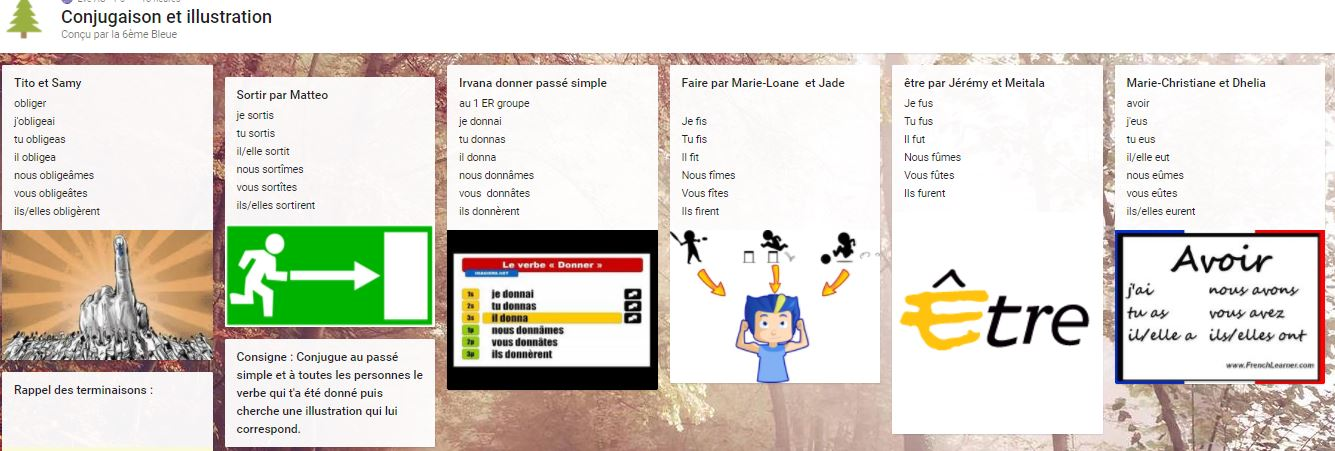 Conjugaison et illustration
Conçu par la 6ème Bleue
Tito et Samy
obliger
j'obligeai
tu obligeas
il obligea
nous obligeâmes
vous obligeâtes
ils/elles obligèrent
Rappel des terminaisons :
Sortir par Matteo
je sortis
tu sortis
il/elle sortit
nous sortîmes
vous sortîtes
ils/elles sortirent
Consigne : Conjugue au passé
simple et à toutes les personnes le
verbe qui t'a été donné puis
cherche une illustration qui lui
correspond.
Irvana donner passé simple
au 1 ER groupe
je donnai
tu donnas
il donna
nous donnâmes
vous donnâtes
ils donnèrent
Le verbe « Donner »
1s je donnai
2s tu donnas
3s il donna
1p nous donnâmes
2p vous donnâtes
3p ils donnèrent
Faire par Marie-Loane et Jade
Je fis
Tu fis
Il fit
Nous fîmes
Vous fîtes
Ils firent
être par Jérémy et Meitala
Je fus
Tu fus
Il fut
Nous fûmes
Vous fûtes
Ils furent
Être
Marie-Christiane et Dhelia
avoir
j'eus
tu eus
il/elle eut
nous eûmes
vous eûtes
ils/elles eurent
Avoir
j'ai nous avons
tu as vous avez
il/elle a ils/elles ont
www.FrenchLearner.com